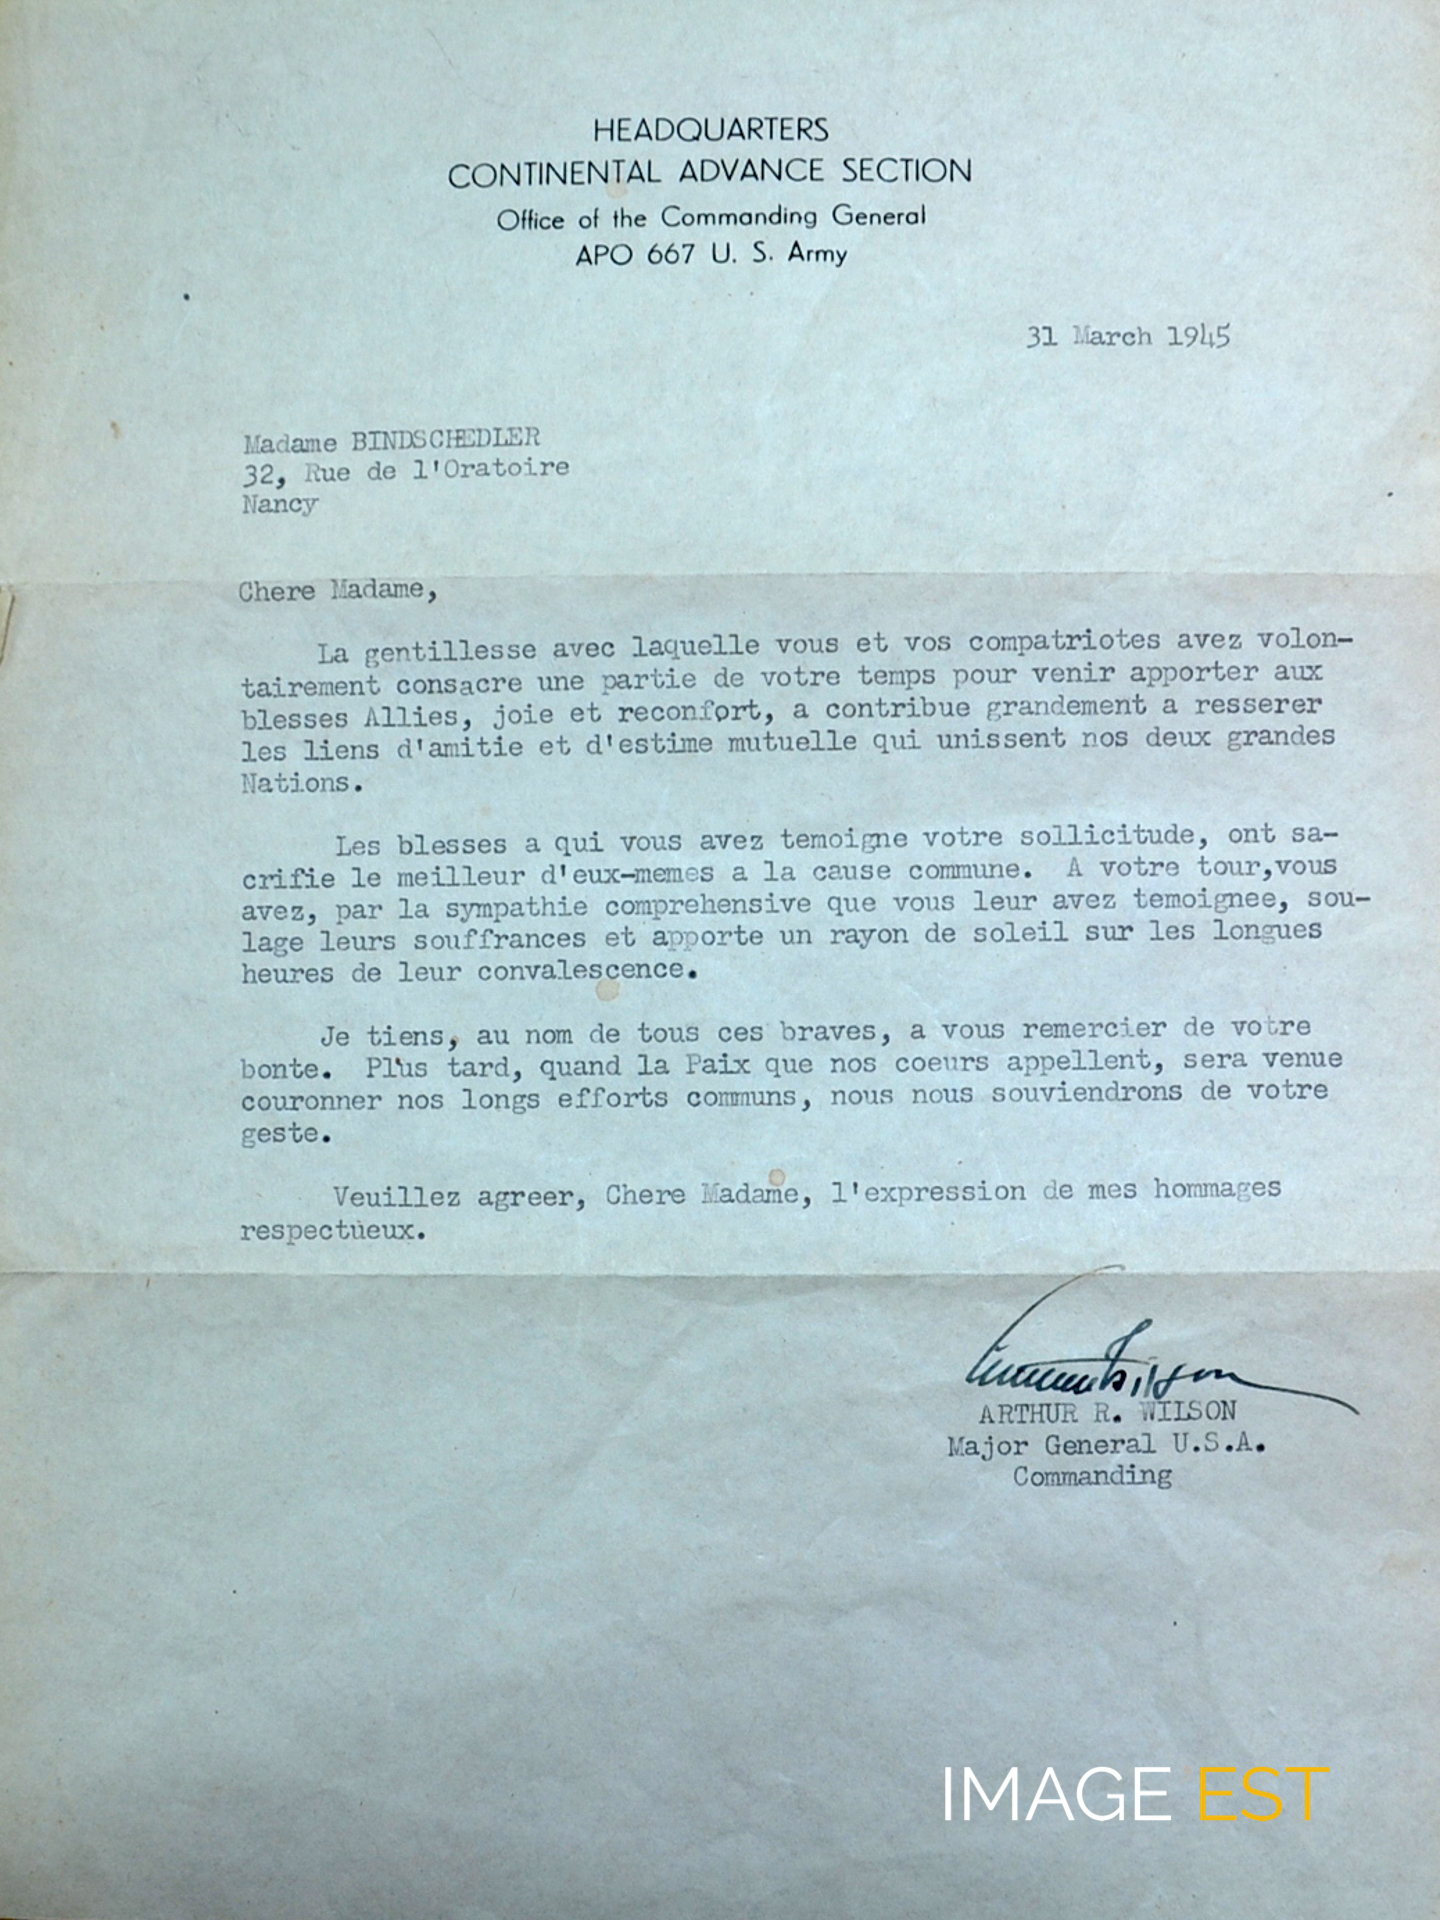 HEADQUARTERS
CONTINENTAL ADVANCE SECTION
Office of the Commanding General
APO 667 U. S. Army
31 March 1945
Madame BINDSCHEDLER
32, Rue de l'Oratoire
Nancy
Chere Madame,
La gentillesse avec laquelle vous et vos compatriotes avez volon-
tairement consacre une partie de votre temps pour venir apporter aux
blesses Allies, joie et reconfort, a contribue grandement a resserer
les liens d'amitie et d'estime mutuelle qui unissent nos deux grandes
Nations.
Les blesses a qui vous avez temoigne votre sollicitude, ont sa-
crifie le meilleur d'eux-memes a la cause commune. A votre tour,vous
avez, par la sympathie comprehensive que vous leur avez temoignee, sou-
lage leurs souffrances et apporte un rayon de soleil sur les longues
heures de leur convalescence.
Je tiens, au nom de tous ces braves, a vous remercier de votre
bonte. Plus tard, quand la Paix que nos coeurs appellent, sera venue
couronner nos longs efforts communs, nous nous souviendrons de votre
geste.
Veuillez agreer, Chere Madame, l'expression de mes hommages
respectueux.
ARTHUR R. WILSON
Major General U.S.A.
Commanding
IMAGE EST